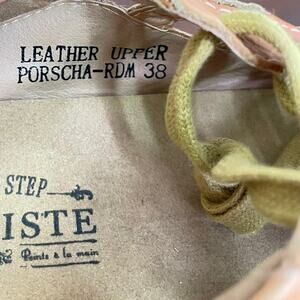 LEATHER UPPER
PORSCHA-RDM 38
STEP
ISTE
Peints à la main